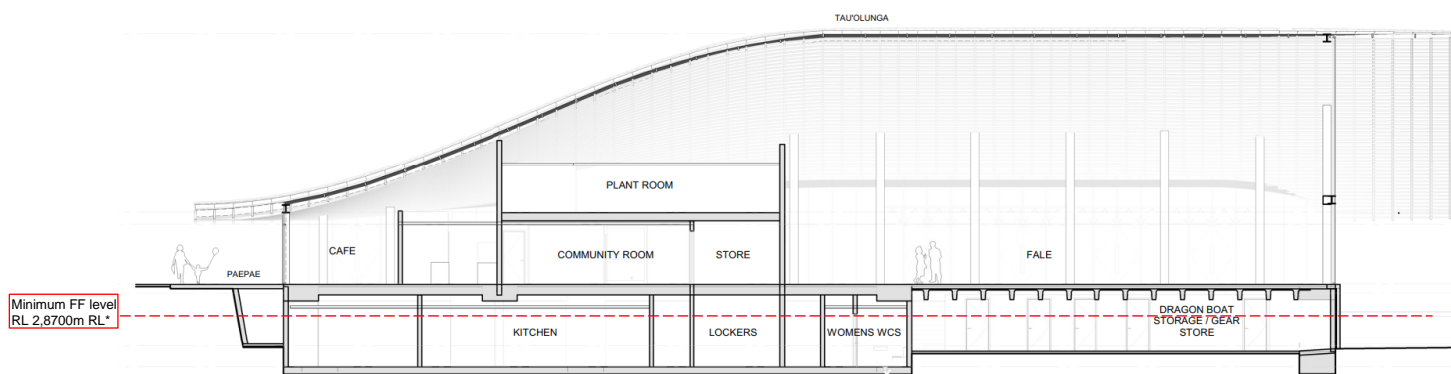 TAU'OLUNGA
PLANT ROOM
CAFE
COMMUNITY ROOM
STORE
FALE
PAEPAE
Minimum FF level
RL 2,8700m RL*
KITCHEN
LOCKERS
WOMENS WCS
DRAGON BOAT
STORAGE / GEAR
STORE